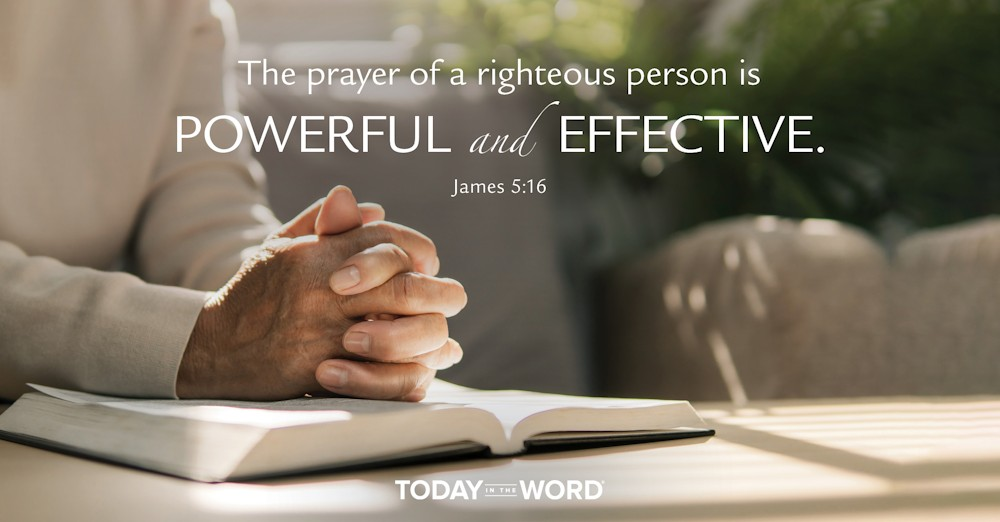 The prayer of a righteous person is
POWERFUL and EFFECTIVE.
James 5:16
TODAY IN THE WORD